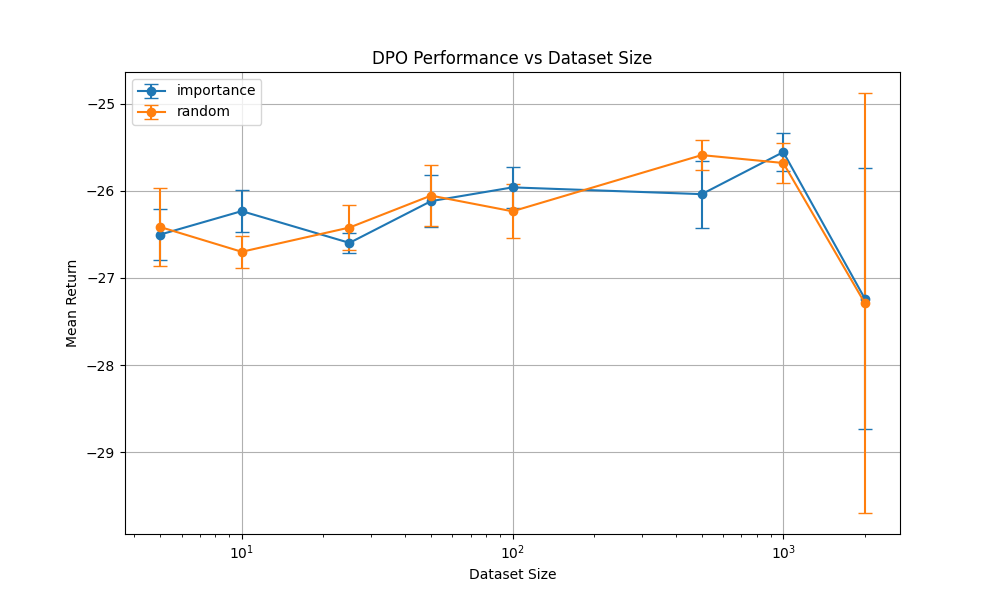 DPO Performance vs Dataset Size
importance
random
−25
−26
−27
−28
−29
Mean Return
10¹
10²
10³
Dataset Size